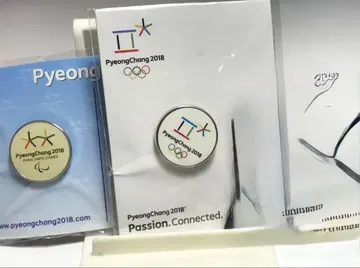 Pyeong
PyeongChang 2018
PARALYMPIC GAMES
www.pyeongchang2018.com
PyeongChang 2018
PyeongChang 2018
PyeongChang 2018
Passion. Connected.